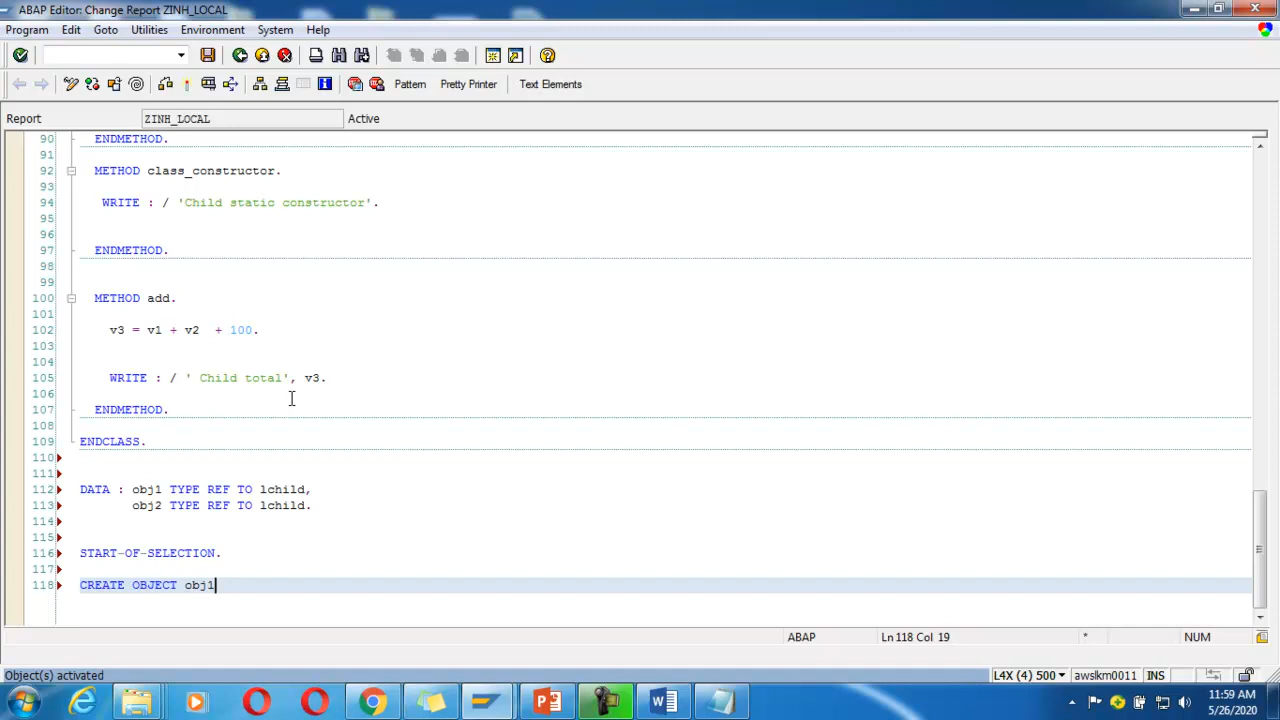 ABAP Editor: Change Report ZINH_LOCAL
Program Edit Goto Utilities Environment System Help
Pattern Pretty Printer Text Elements
Report ZINH_LOCAL Active
90 ENDMETHOD.
91
92 METHOD class_constructor.
93
94 WRITE : / 'Child static constructor'.
95
96
97 ENDMETHOD.
98
99
100 METHOD add.
101
102 v3 = v1 + v2 + 100.
103
104
105 WRITE : / ' Child total', v3.
106
107 ENDMETHOD.
108
109 ENDCLASS.
110
111
112 DATA : obj1 TYPE REF TO lchild,
113 obj2 TYPE REF TO lchild.
114
115
116 START-OF-SELECTION.
117
118 CREATE OBJECT obj1
ABAP Ln 118 Col 19 * NUM
Object(s) activated L4X (4) 500 awslkm0011 INS
11:59 AM
5/26/2020